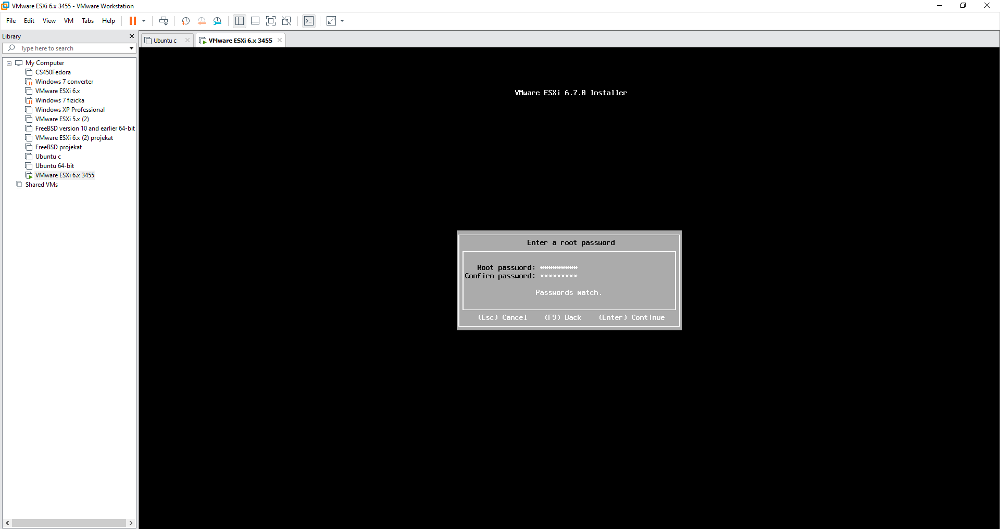 VMware ESXi 6.x 3455 - VMware Workstation
File Edit View VM Tabs Help
Library
Type here to search
My Computer
CS450Fedora
Windows 7 converter
VMware ESXi 6.x
Windows 7 fizicka
Windows XP Professional
VMware ESXi 5.x (2)
FreeBSD version 10 and earlier 64-bit
VMware ESXi 6.x (2) projekat
FreeBSD projekat
Ubuntu c
Ubuntu 64-bit
VMware ESXi 6.x 3455
Shared VMs
Ubuntu c
VMware ESXi 6.x 3455
VMware ESXi 6.7.0 Installer
Enter a root password
Root password: *********
Confirm password: *********
Passwords match.
(Esc) Cancel (F9) Back (Enter) Continue